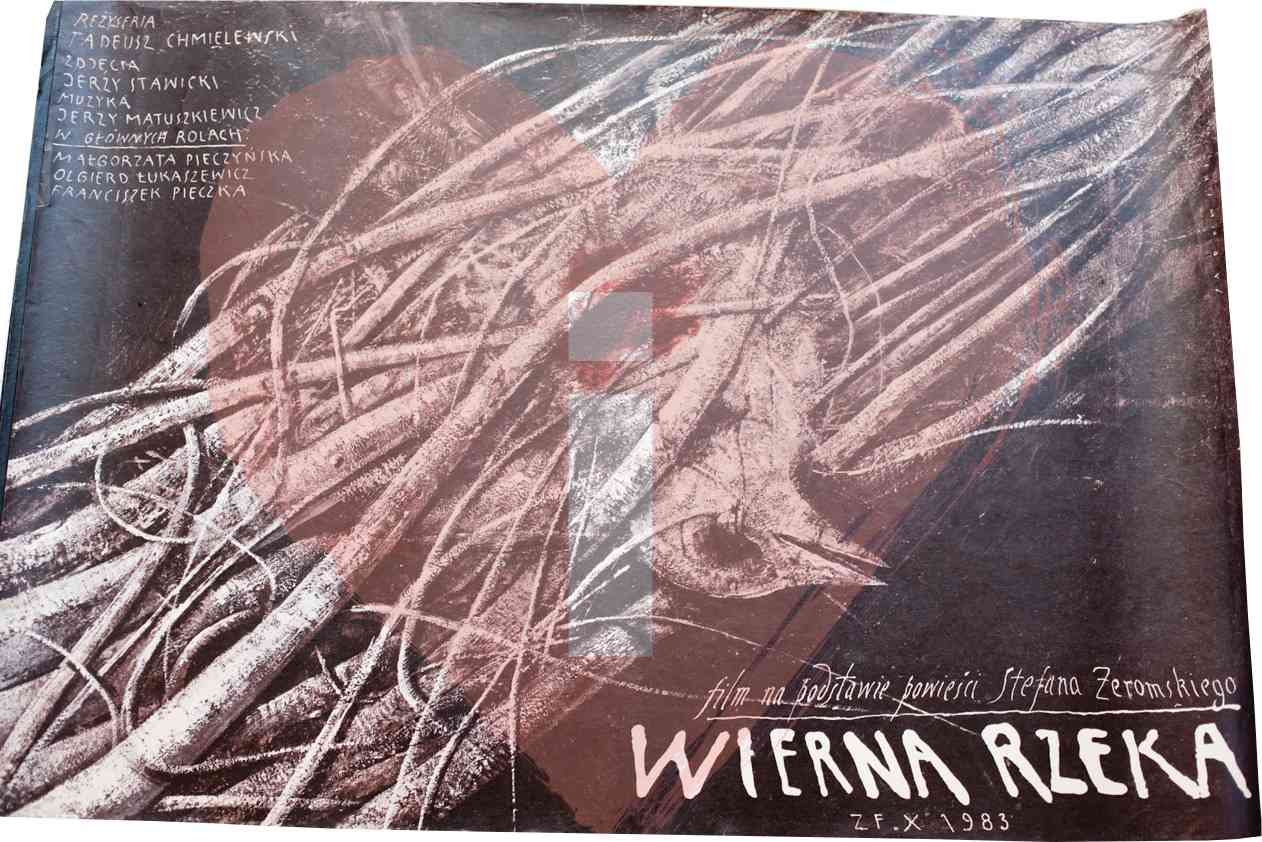 REŻYSERIA
TADEUSZ CHMIELEWSKI
ZDJĘCIA
JERZY STAWICKI
MUZYKA
JERZY MATUSZKIEWICZ
W GŁÓWNYCH ROLACH
MAŁGORZATA PIECZYŃSKA
OLGIERD ŁUKASZEWICZ
FRANCISZEK PIECZKA
film na podstawie powieści Stefana Żeromskiego
WIERNA RZEKA
ZF. X 1983
i